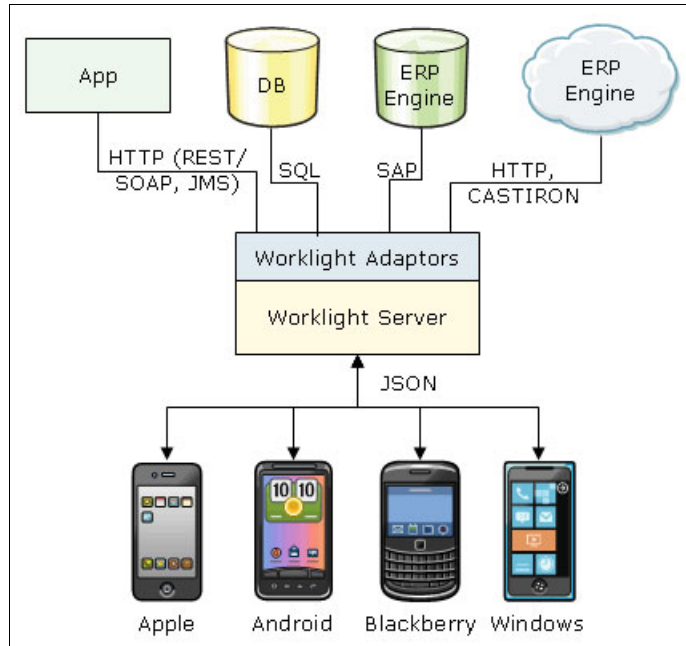 App
DB
ERP
Engine
ERP
Engine
HTTP (REST/
SOAP, JMS)
SQL
SAP
HTTP,
CASTIRON
Worklight Adaptors
Worklight Server
JSON
10 10
Apple
Android
Blackberry
Windows